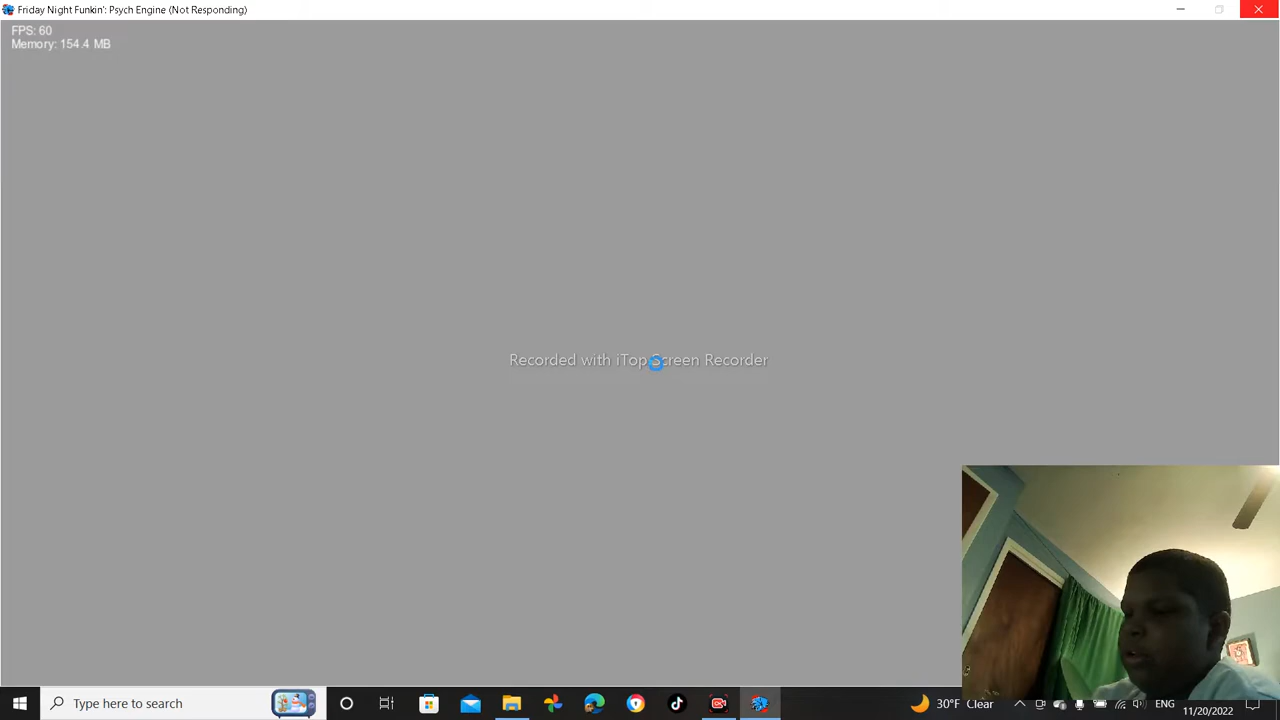 Friday Night Funkin': Psych Engine (Not Responding)
FPS: 60
Memory: 154.4 MB
Recorded with iTop Screen Recorder
Type here to search
30°F Clear
ENG
11/20/2022